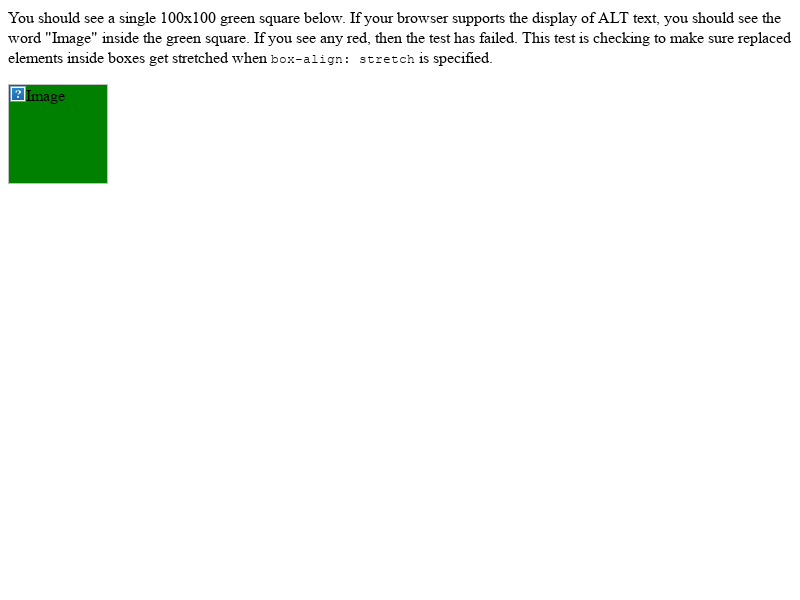 You should see a single 100x100 green square below. If your browser supports the display of ALT text, you should see the
word "Image" inside the green square. If you see any red, then the test has failed. This test is checking to make sure replaced
elements inside boxes get stretched when box-align: stretch is specified.
Image